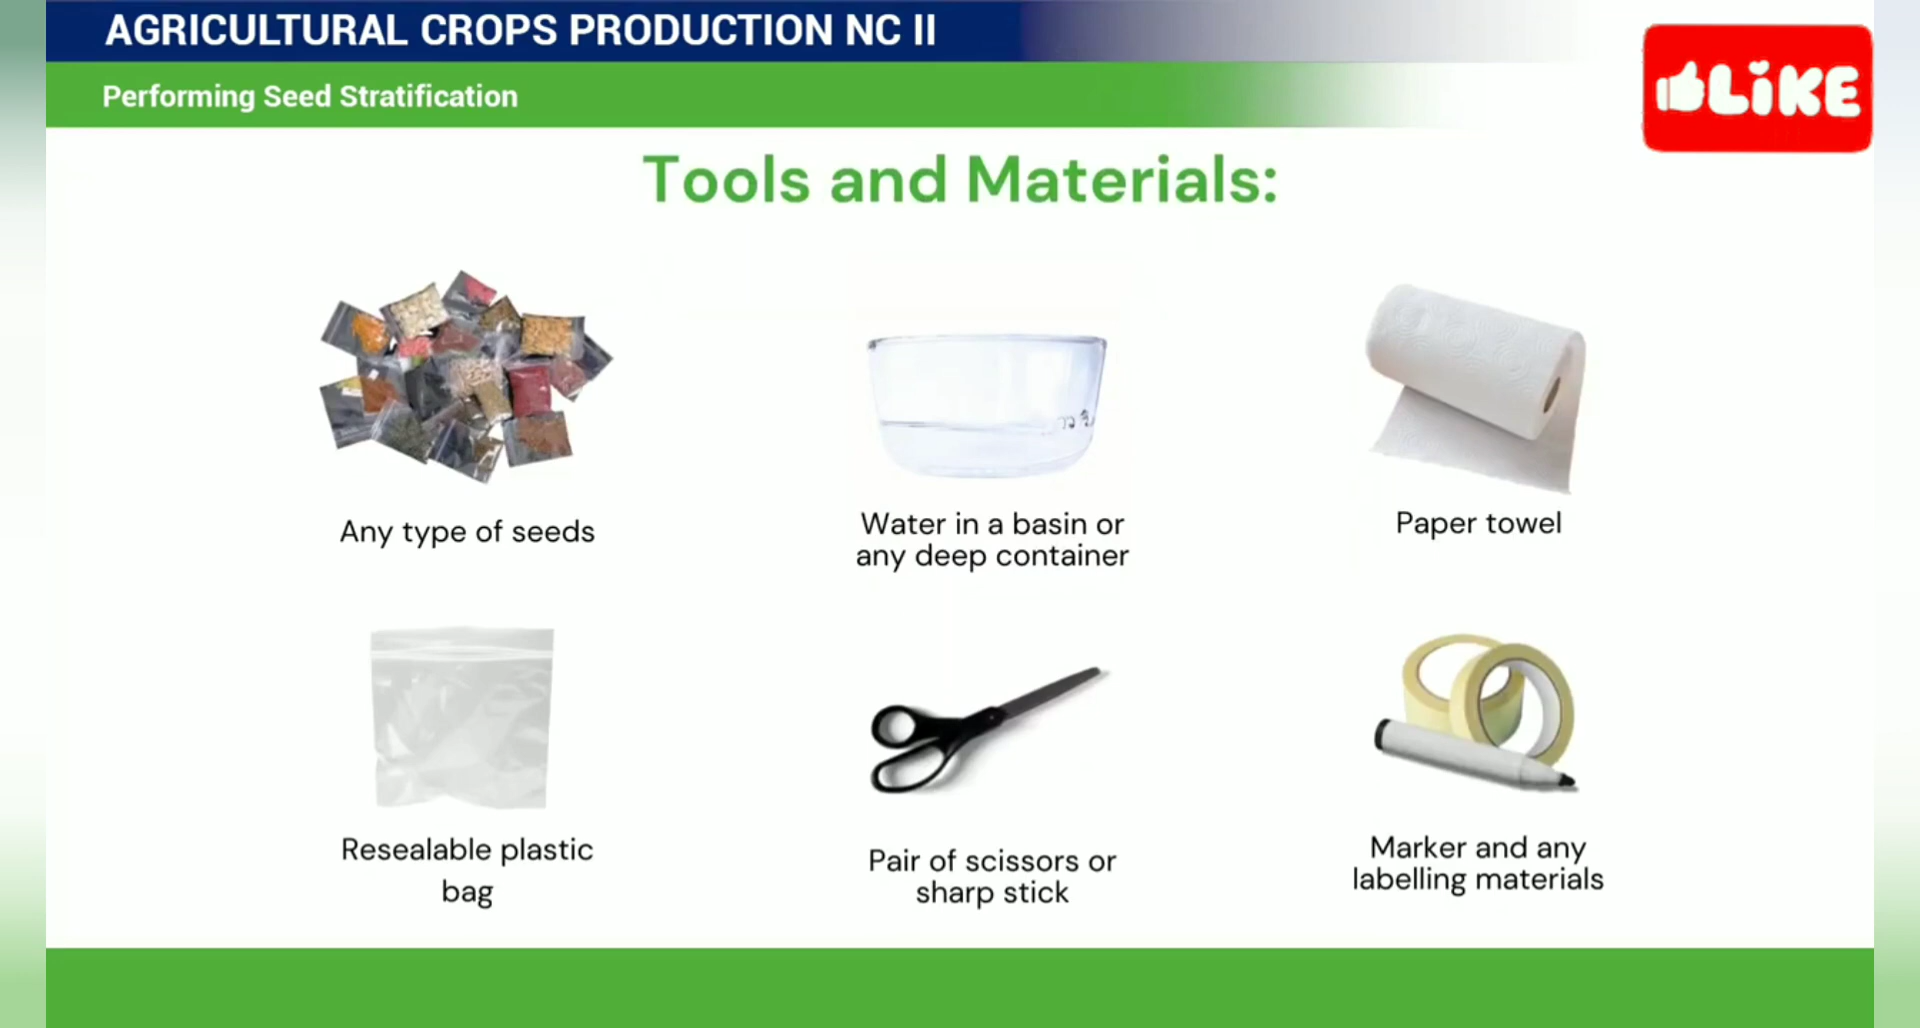 AGRICULTURAL CROPS PRODUCTION NC II
Performing Seed Stratification
LiKE
Tools and Materials:
Any type of seeds
Water in a basin or
any deep container
Paper towel
Resealable plastic
bag
Pair of scissors or
sharp stick
Marker and any
labelling materials